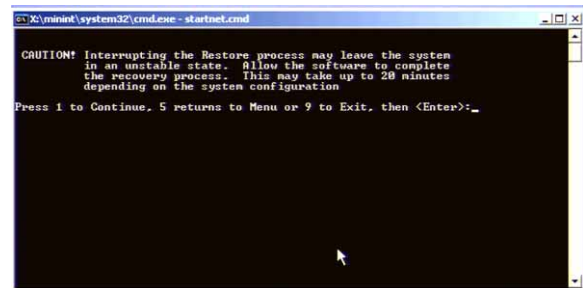 X:\minint\system32\cmd.exe - startnet.cmd
CAUTION! Interrupting the Restore process may leave the system
in an unstable state. Allow the software to complete
the recovery process. This may take up to 20 minutes
depending on the system configuration
Press 1 to Continue, 5 returns to Menu or 9 to Exit, then <Enter>:_